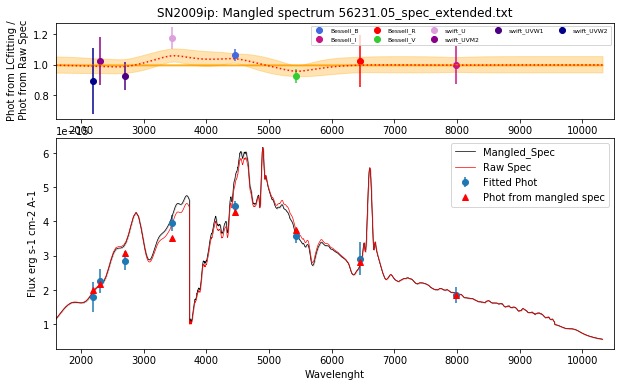 SN2009ip: Mangled spectrum 56231.05_spec_extended.txt
Phot from LCfitting /
Phot from Raw Spec
1.2
1.0
0.8
Bessell_B
Bessell_I
Bessell_R
Bessell_V
swift_U
swift_UVM2
swift_UVW1
swift_UVW2
2000 3000 4000 5000 6000 7000 8000 9000 10000
Flux erg s-1 cm-2 A-1
6
5
4
3
2
1
Mangled_Spec
Raw Spec
Fitted Phot
Phot from mangled spec
2000 3000 4000 5000 6000 7000 8000 9000 10000
Wavelenght